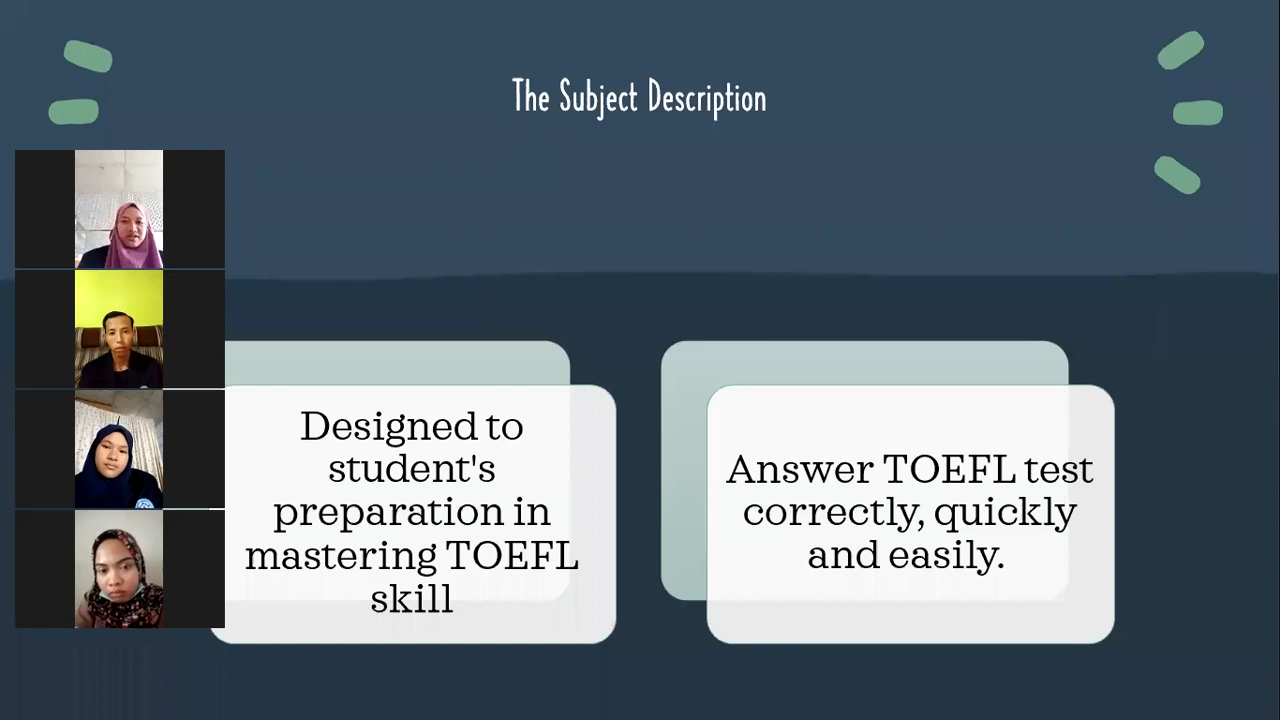 The Subject Description
Designed to
student's
preparation in
mastering TOEFL
skill
Answer TOEFL test
correctly, quickly
and easily.